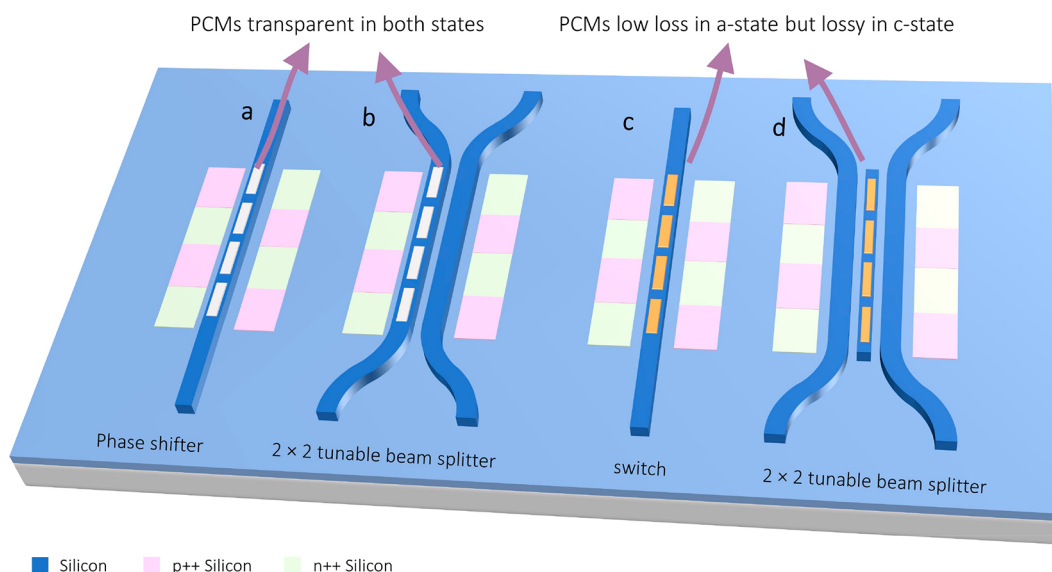 PCMs transparent in both states
PCMs low loss in a-state but lossy in c-state
a
b
c
d
Phase shifter
2 × 2 tunable beam splitter
switch
2 × 2 tunable beam splitter
Silicon
p++ Silicon
n++ Silicon